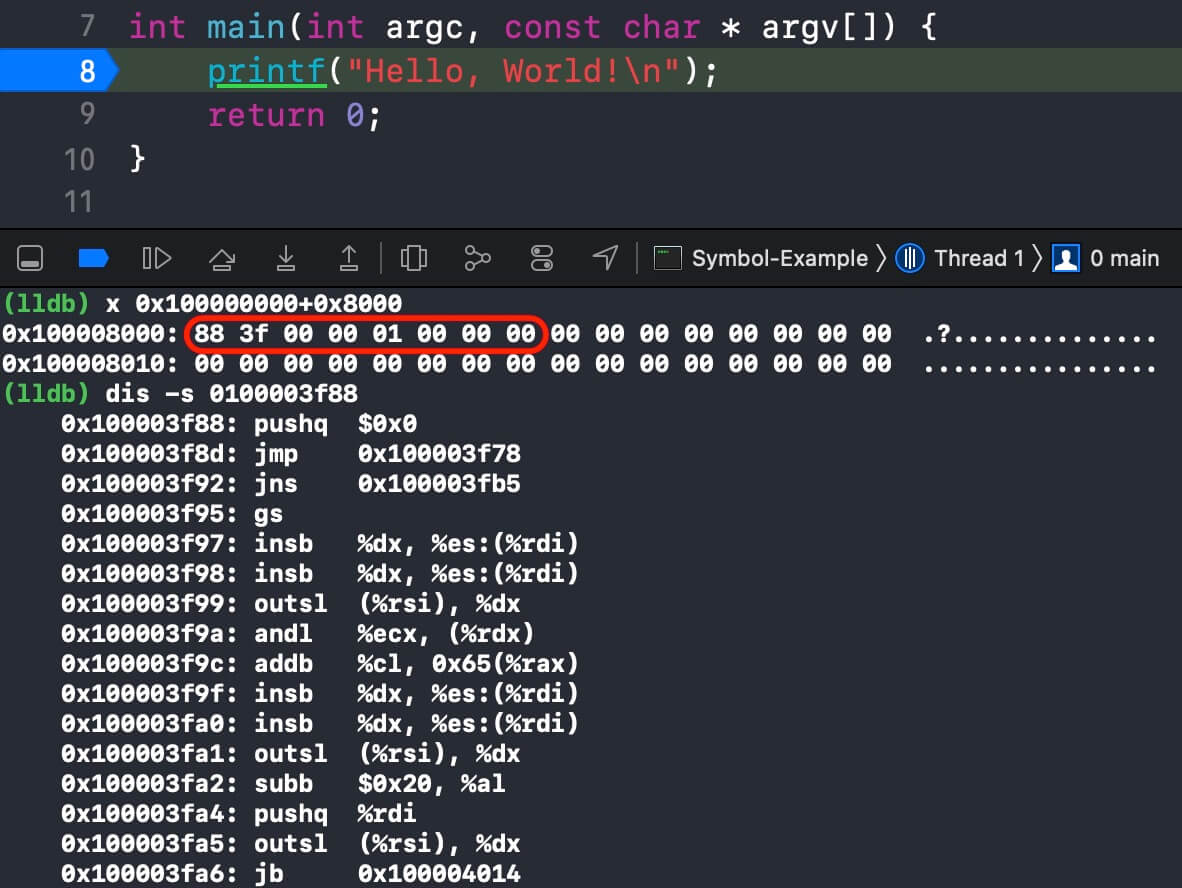 7 int main(int argc, const char * argv[]) {
8 printf("Hello, World!\n");
9 return 0;
10 }
11
Symbol-Example 〉 Thread 1 〉 0 main
(lldb) x 0x100000000+0x8000
0x100008000: 88 3f 00 00 01 00 00 00 00 00 00 00 00 00 00 00 .?..............
0x100008010: 00 00 00 00 00 00 00 00 00 00 00 00 00 00 00 00 ................
(lldb) dis -s 0100003f88
0x100003f88: pushq $0x0
0x100003f8d: jmp 0x100003f78
0x100003f92: jns 0x100003fb5
0x100003f95: gs
0x100003f97: insb %dx, %es:(%rdi)
0x100003f98: insb %dx, %es:(%rdi)
0x100003f99: outsl (%rsi), %dx
0x100003f9a: andl %ecx, (%rdx)
0x100003f9c: addb %cl, 0x65(%rax)
0x100003f9f: insb %dx, %es:(%rdi)
0x100003fa0: insb %dx, %es:(%rdi)
0x100003fa1: outsl (%rsi), %dx
0x100003fa2: subb $0x20, %al
0x100003fa4: pushq %rdi
0x100003fa5: outsl (%rsi), %dx
0x100003fa6: jb 0x100004014